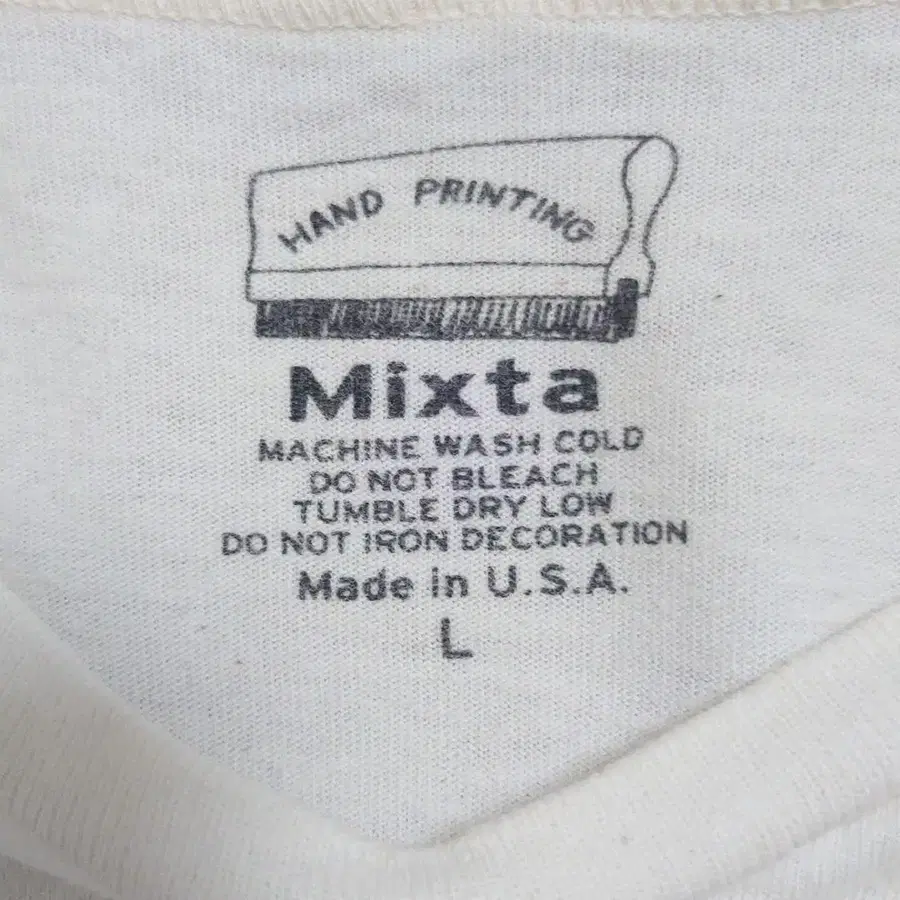 HAND PRINTING
Mixta
MACHINE WASH COLD
DO NOT BLEACH
TUMBLE DRY LOW
DO NOT IRON DECORATION
Made in U.S.A.
L